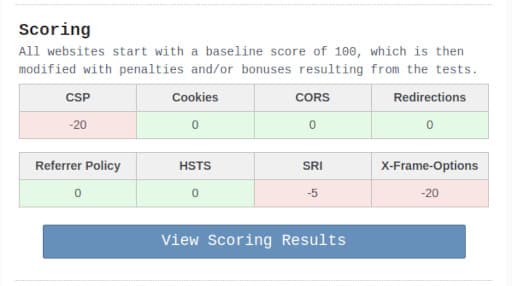 Scoring
All websites start with a baseline score of 100, which is then
modified with penalties and/or bonuses resulting from the tests.
CSP Cookies CORS Redirections
-20 0 0 0
Referrer Policy HSTS SRI X-Frame-Options
0 0 -5 -20
View Scoring Results